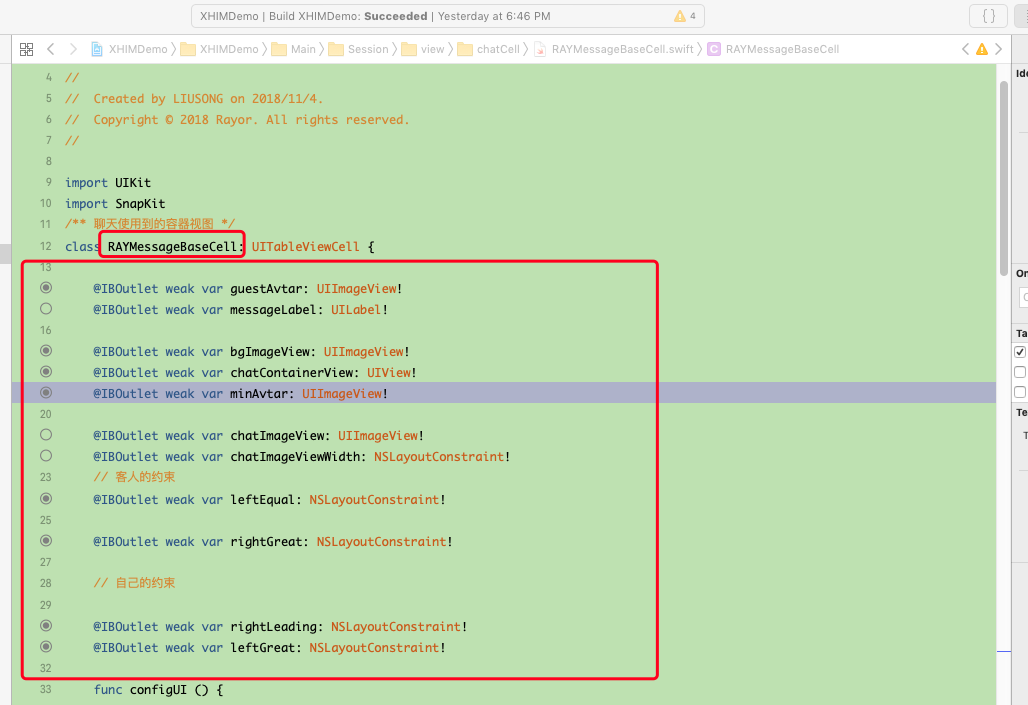 XHIMDemo | Build XHIMDemo: Succeeded | Yesterday at 6:46 PM
4
{ }
XHIMDemo
XHIMDemo
Main
Session
view
chatCell
RAYMessageBaseCell.swift
C RAYMessageBaseCell
4 //
5 //  Created by LIUSONG on 2018/11/4.
6 //  Copyright © 2018 Rayor. All rights reserved.
7 //
8
9 import UIKit
10 import SnapKit
11 /** 聊天使用到的容器视图 */
12 class RAYMessageBaseCell: UITableViewCell {
13
@IBOutlet weak var guestAvtar: UIImageView!
@IBOutlet weak var messageLabel: UILabel!
16
@IBOutlet weak var bgImageView: UIImageView!
@IBOutlet weak var chatContainerView: UIView!
@IBOutlet weak var minAvtar: UIImageView!
20
@IBOutlet weak var chatImageView: UIImageView!
@IBOutlet weak var chatImageViewWidth: NSLayoutConstraint!
23 // 客人的约束
@IBOutlet weak var leftEqual: NSLayoutConstraint!
25
@IBOutlet weak var rightGreat: NSLayoutConstraint!
27
28 // 自己的约束
29
@IBOutlet weak var rightLeading: NSLayoutConstraint!
@IBOutlet weak var leftGreat: NSLayoutConstraint!
32
33 func configUI () {
Ide
On
Ta
Te